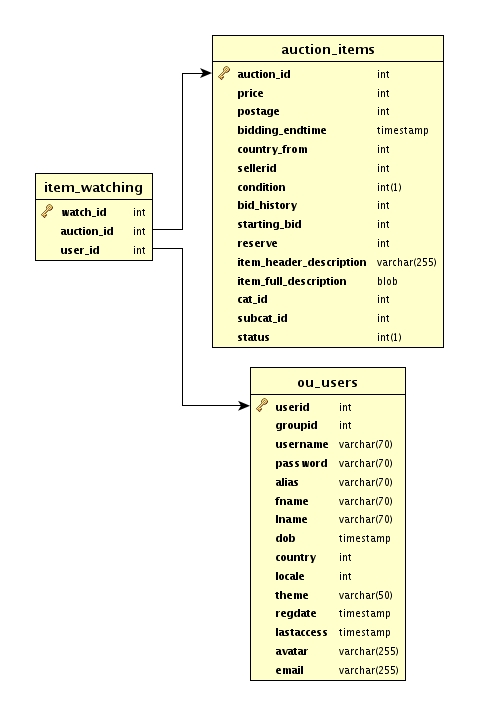 auction_items
auction_id int
price int
postage int
bidding_endtime timestamp
country_from int
sellerid int
condition int(1)
bid_history int
starting_bid int
reserve int
item_header_description varchar(255)
item_full_description blob
cat_id int
subcat_id int
status int(1)
item_watching
watch_id int
auction_id int
user_id int
ou_users
userid int
groupid int
username varchar(70)
password varchar(70)
alias varchar(70)
fname varchar(70)
lname varchar(70)
dob timestamp
country int
locale int
theme varchar(50)
regdate timestamp
lastaccess timestamp
avatar varchar(255)
email varchar(255)